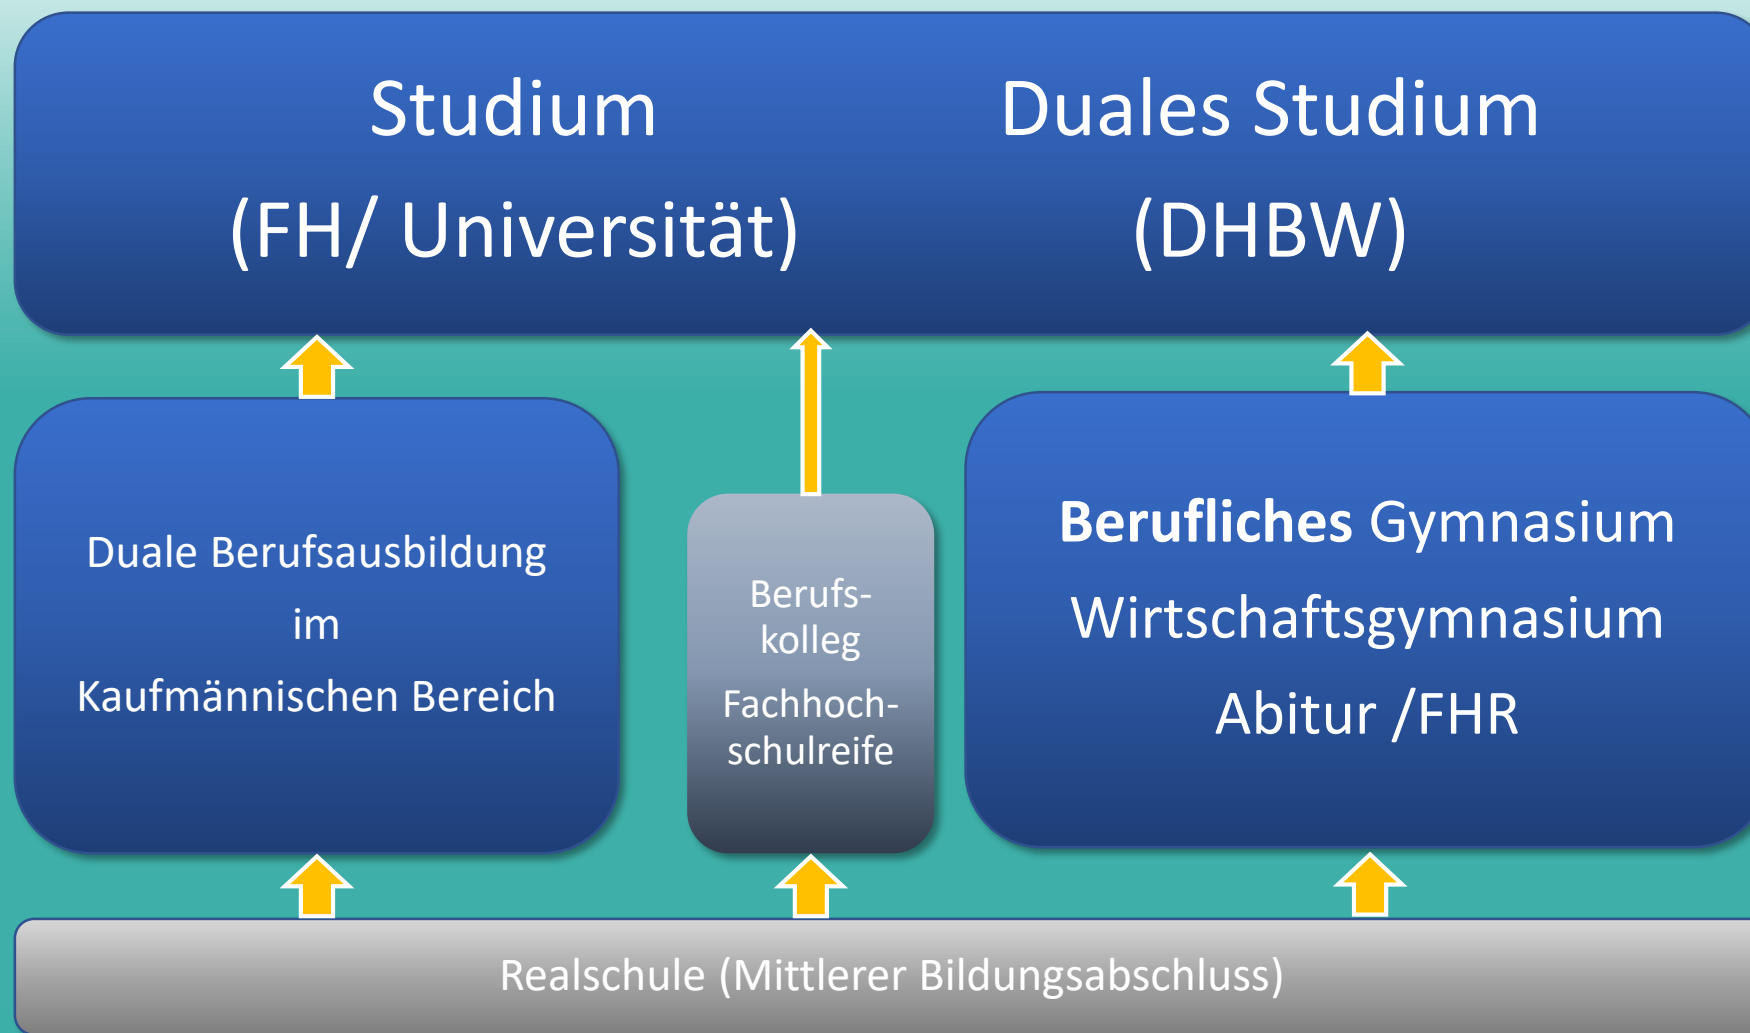 Studium
(FH/ Universität)
Duales Studium
(DHBW)
Duale Berufsausbildung
im
Kaufmännischen Bereich
Berufs-
kolleg
Fachhoch-
schulreife
Berufliches Gymnasium
Wirtschaftsgymnasium
Abitur /FHR
Realschule (Mittlerer Bildungsabschluss)